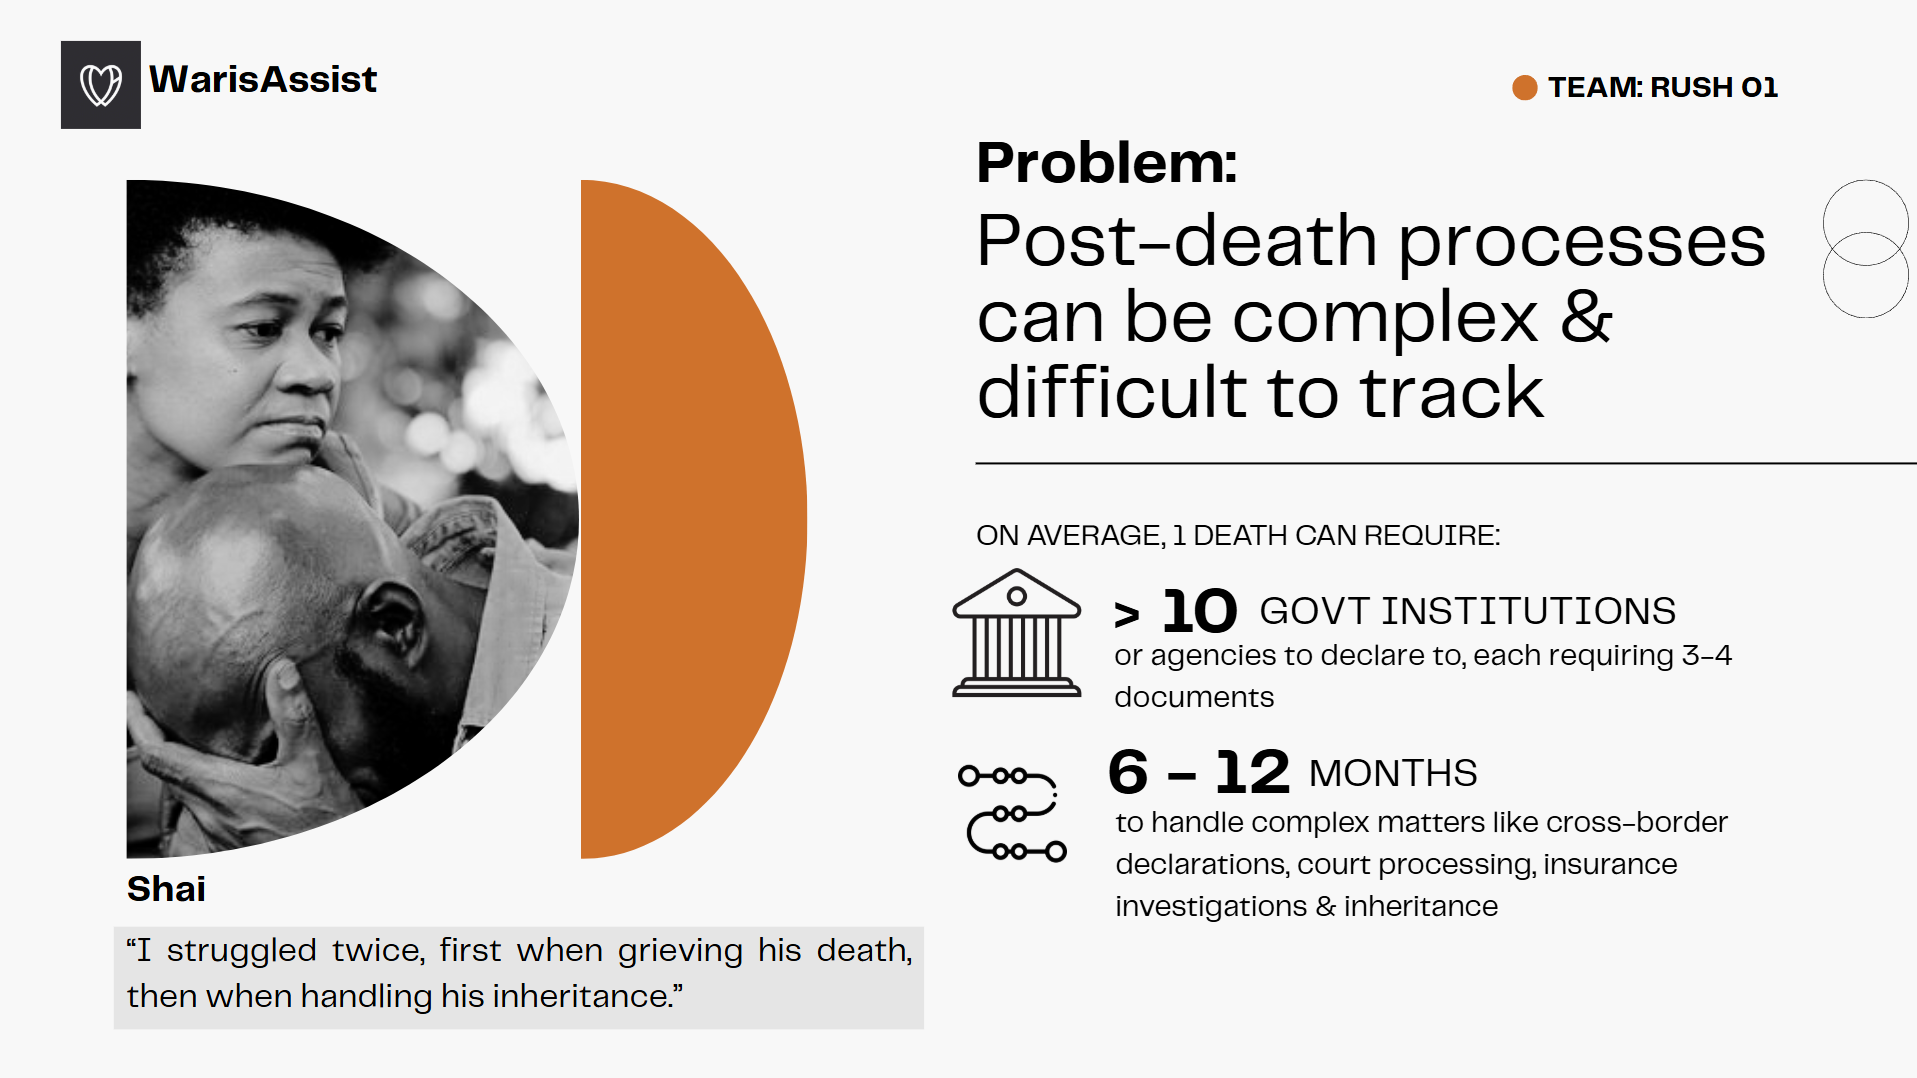 WarisAssist
TEAM: RUSH 01
Problem:
Post-death processes
can be complex &
difficult to track
ON AVERAGE, 1 DEATH CAN REQUIRE:
> 10 GOVT INSTITUTIONS
or agencies to declare to, each requiring 3-4
documents
6 - 12 MONTHS
to handle complex matters like cross-border
declarations, court processing, insurance
investigations & inheritance
Shai
“I struggled twice, first when grieving his death,
then when handling his inheritance.”